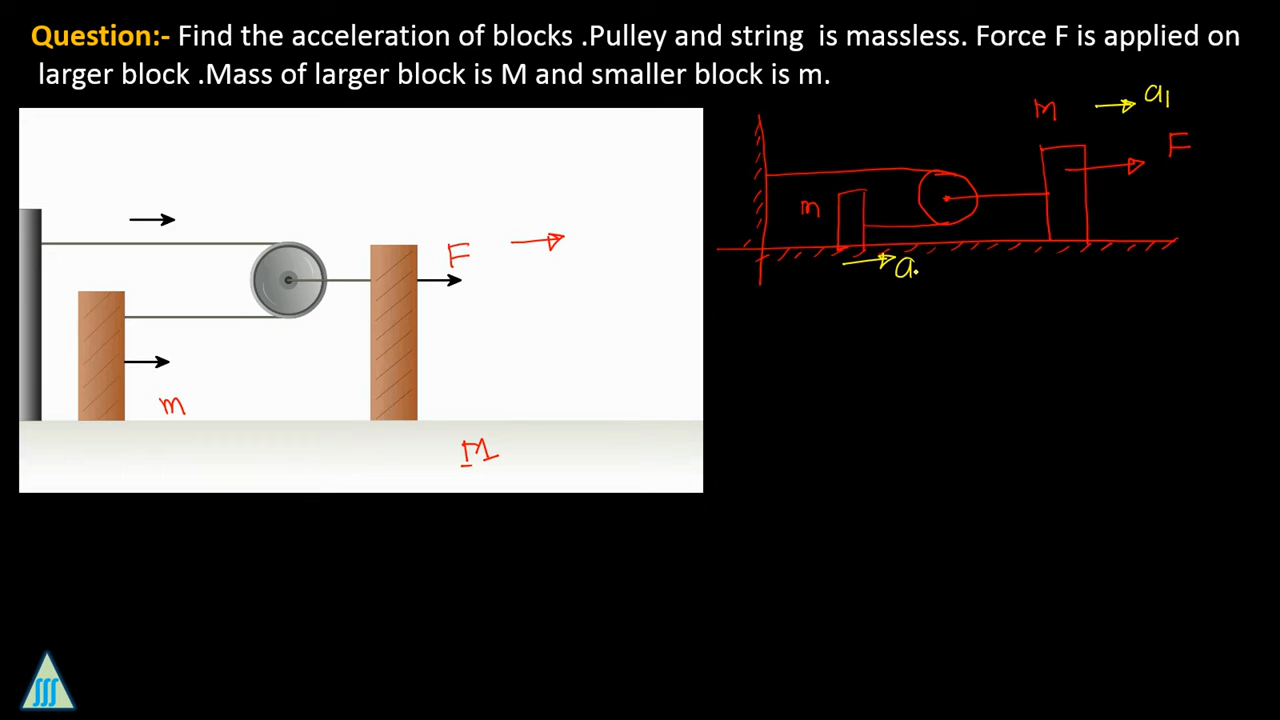 Question:- Find the acceleration of blocks .Pulley and string is massless. Force F is applied on
larger block .Mass of larger block is M and smaller block is m.
m
a1
F
m
a.
F
m
M
∫∫∫